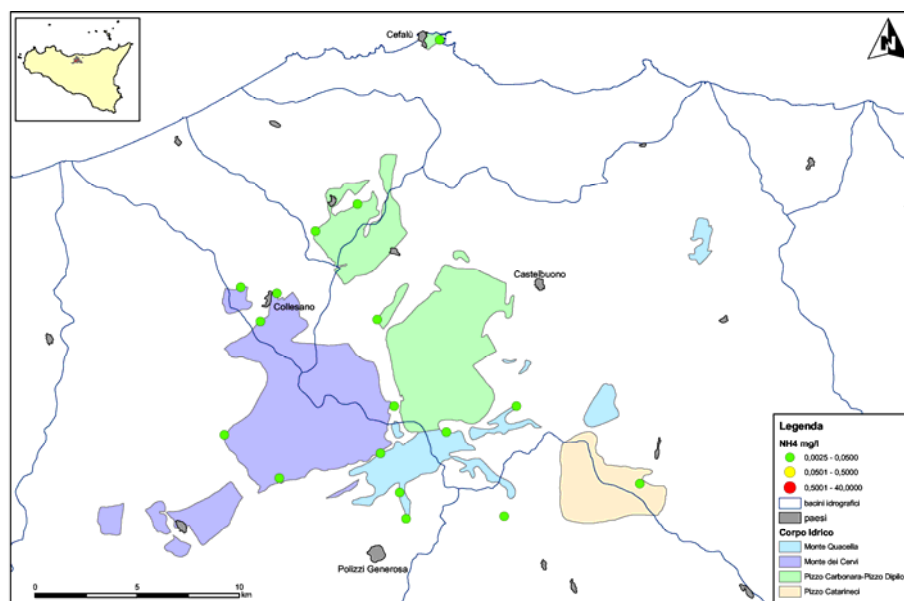 Cefalù
N
Castelbuono
Collesano
Polizzi Generosa
0 5 10
km
Legenda
NH4 mg/l
0,0025 - 0,0500
0,0501 - 0,5000
0,5001 - 40,0000
bacini idrografici
paesi
Corpo Idrico
Monte Quacella
Monte dei Cervi
Pizzo Carbonara-Pizzo Dipilo
Pizzo Catarineci